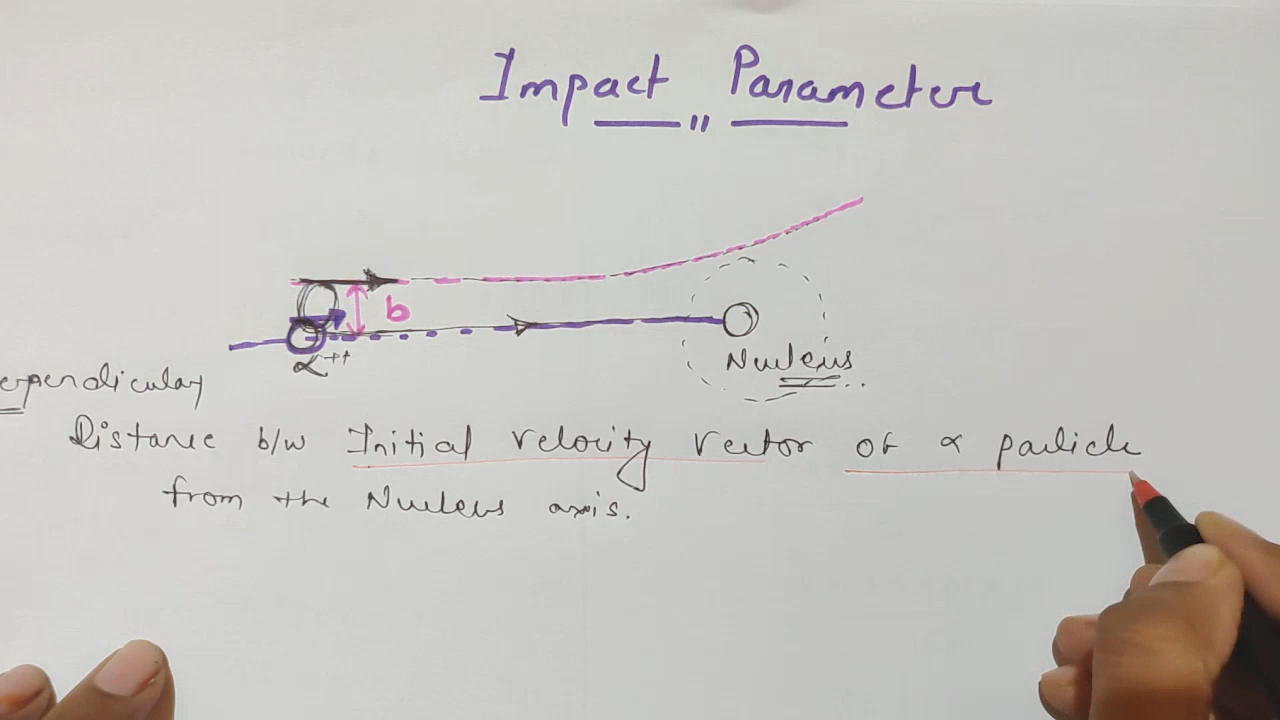 Impact Parameter
b
α++
Nucleus
erpendicular
Distance b/w Initial velocity vector of α particle
from the Nucleus axis.